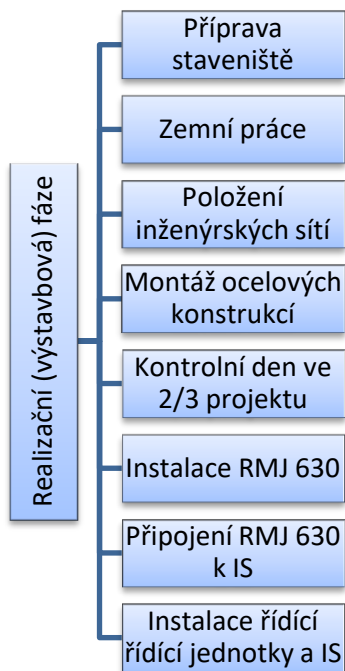 Realizační (výstavbová) fáze
Příprava
staveniště
Zemní práce
Položení
inženýrských sítí
Montáž ocelových
konstrukcí
Kontrolní den ve
2/3 projektu
Instalace RMJ 630
Připojení RMJ 630
k IS
Instalace řídící
řídící jednotky a IS